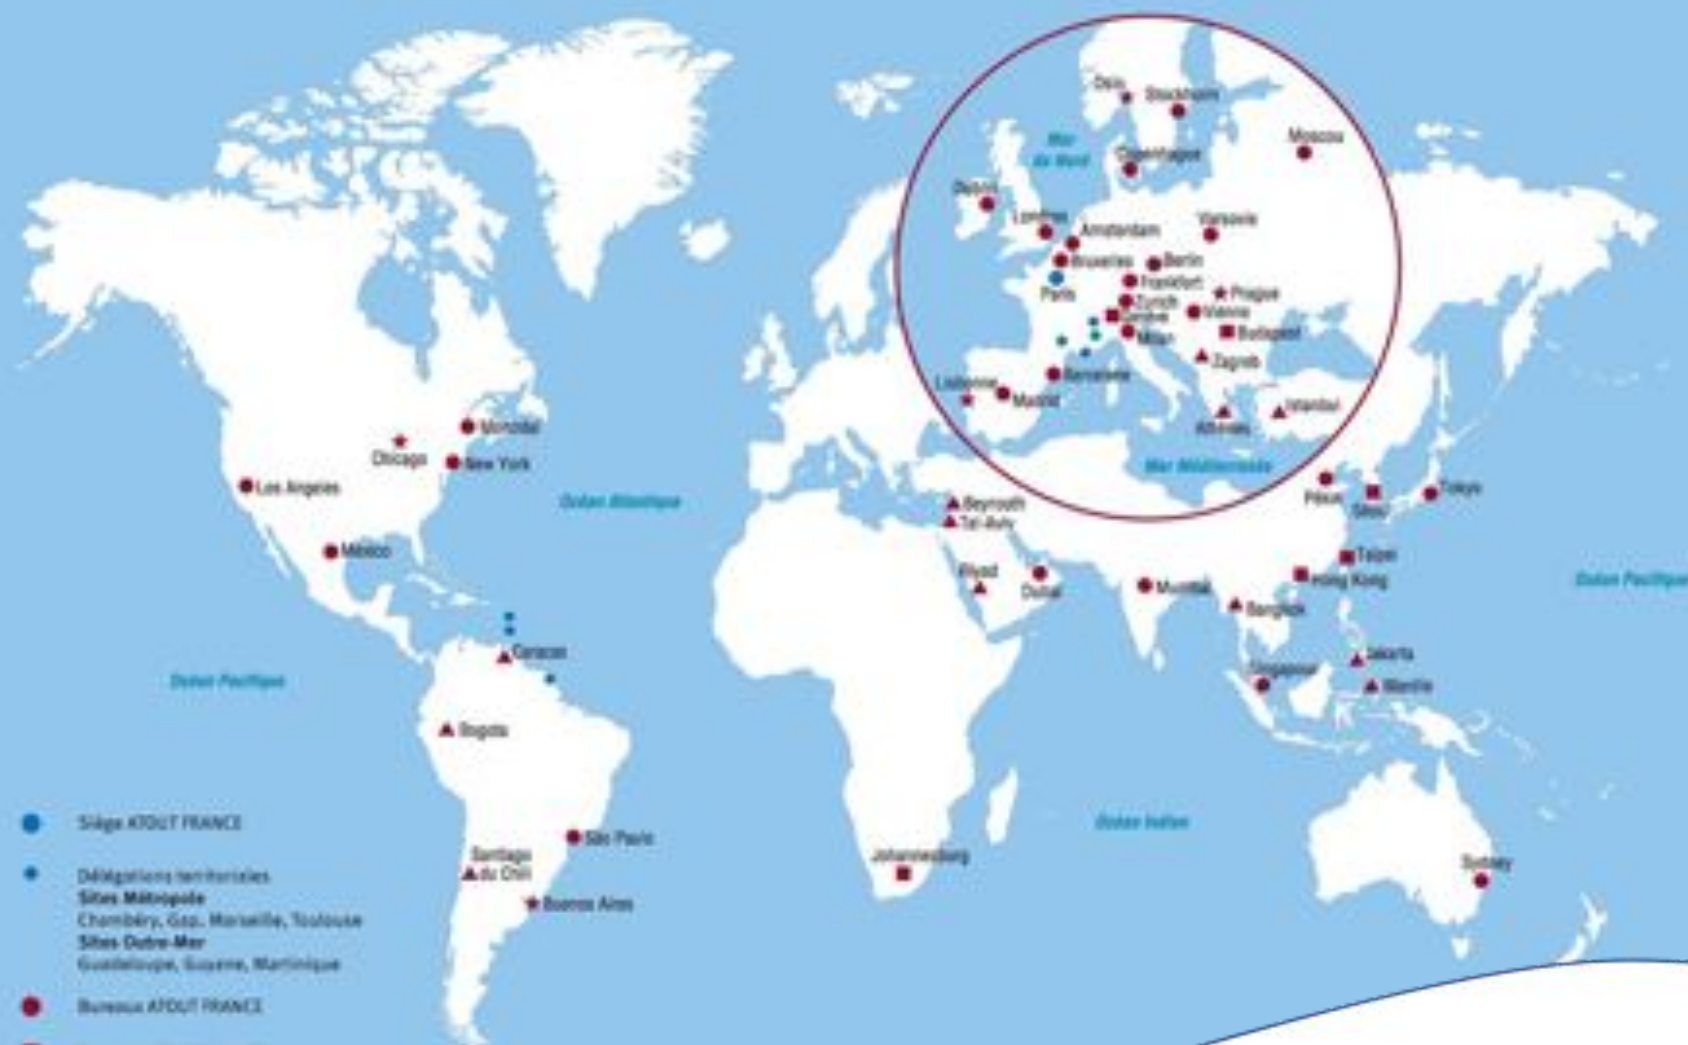 Oslo
Stockholm
Moscou
Mer
du Nord
Copenhague
Dublin
Londres
Amsterdam
Varsovie
Bruxelles
Berlin
Paris
Frankfort
Prague
Zurich
Genève
Vienne
Milan
Budapest
Zagreb
Barcelone
Lisbonne
Madrid
Istanbul
Athènes
Mer Méditerranée
Montréal
Chicago
New York
Los Angeles
México
Océan Atlantique
Beyrouth
Tel-Aviv
Riyad
Dubaï
Mumbai
Pékin
Séoul
Tokyo
Taipei
Hong Kong
Bangkok
Océan Pacifique
Caracas
Océan Pacifique
Bogota
Singapour
Jakarta
Manille
Océan Indien
São Paulo
Santiago
du Chili
Buenos Aires
Johannesburg
Sydney
Siège ATOUT FRANCE
Délégations territoriales
Sites Métropole
Chambéry, Gap, Marseille, Toulouse
Sites Outre-Mer
Guadeloupe, Guyane, Martinique
Bureaux ATOUT FRANCE